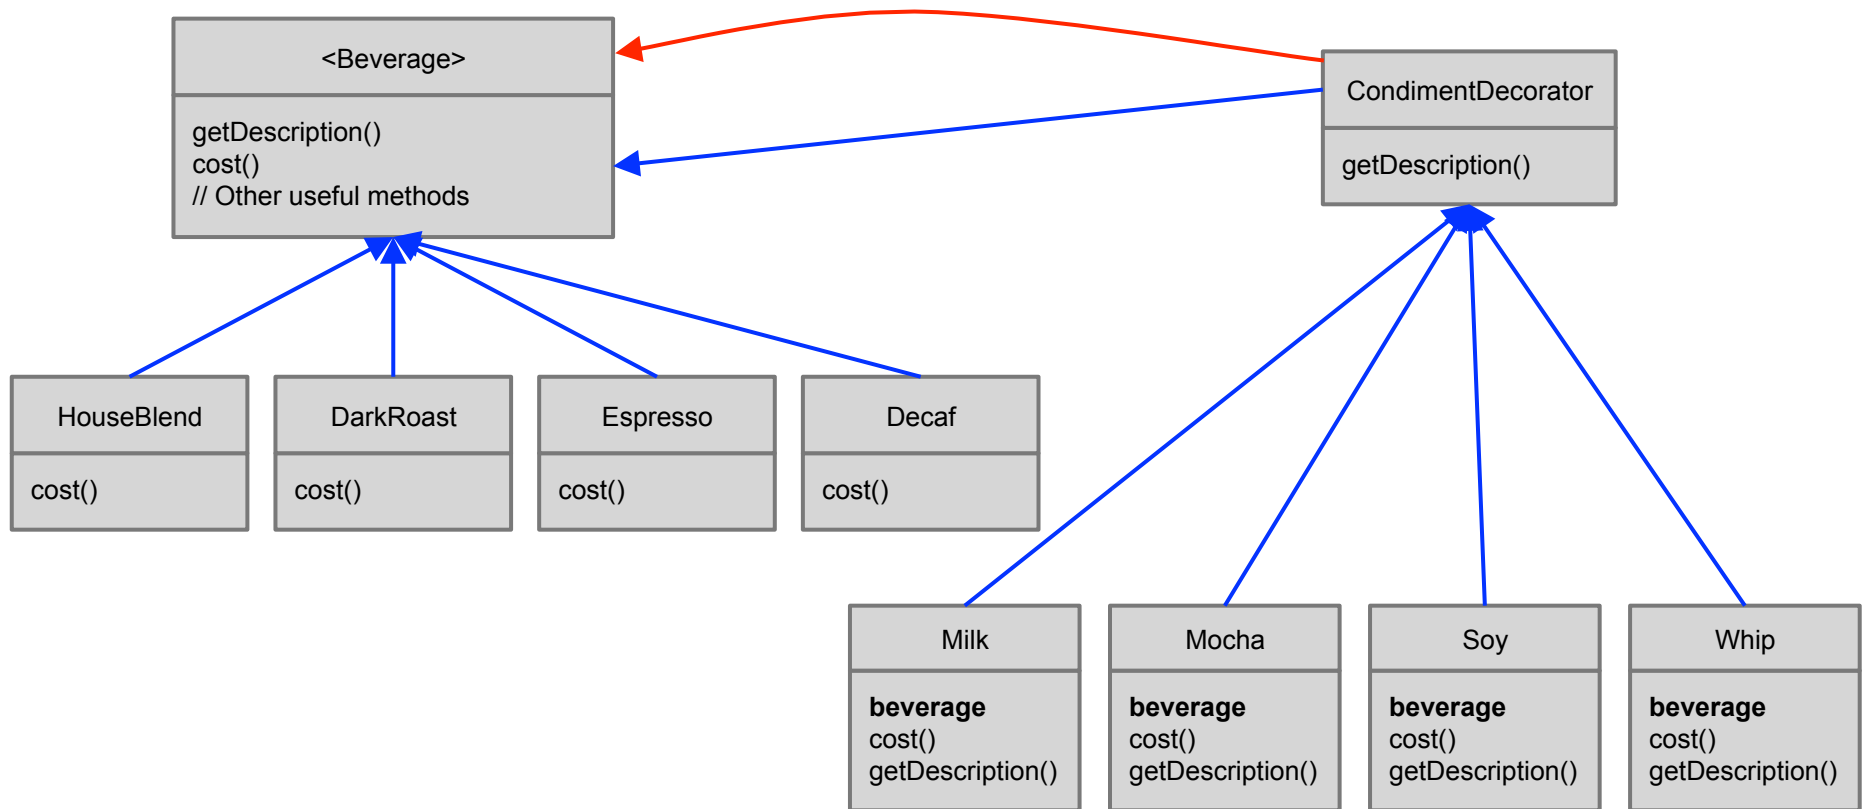 <Beverage>
getDescription()
cost()
// Other useful methods
CondimentDecorator
getDescription()
HouseBlend
cost()
DarkRoast
cost()
Espresso
cost()
Decaf
cost()
Milk
beverage
cost()
getDescription()
Mocha
beverage
cost()
getDescription()
Soy
beverage
cost()
getDescription()
Whip
beverage
cost()
getDescription()